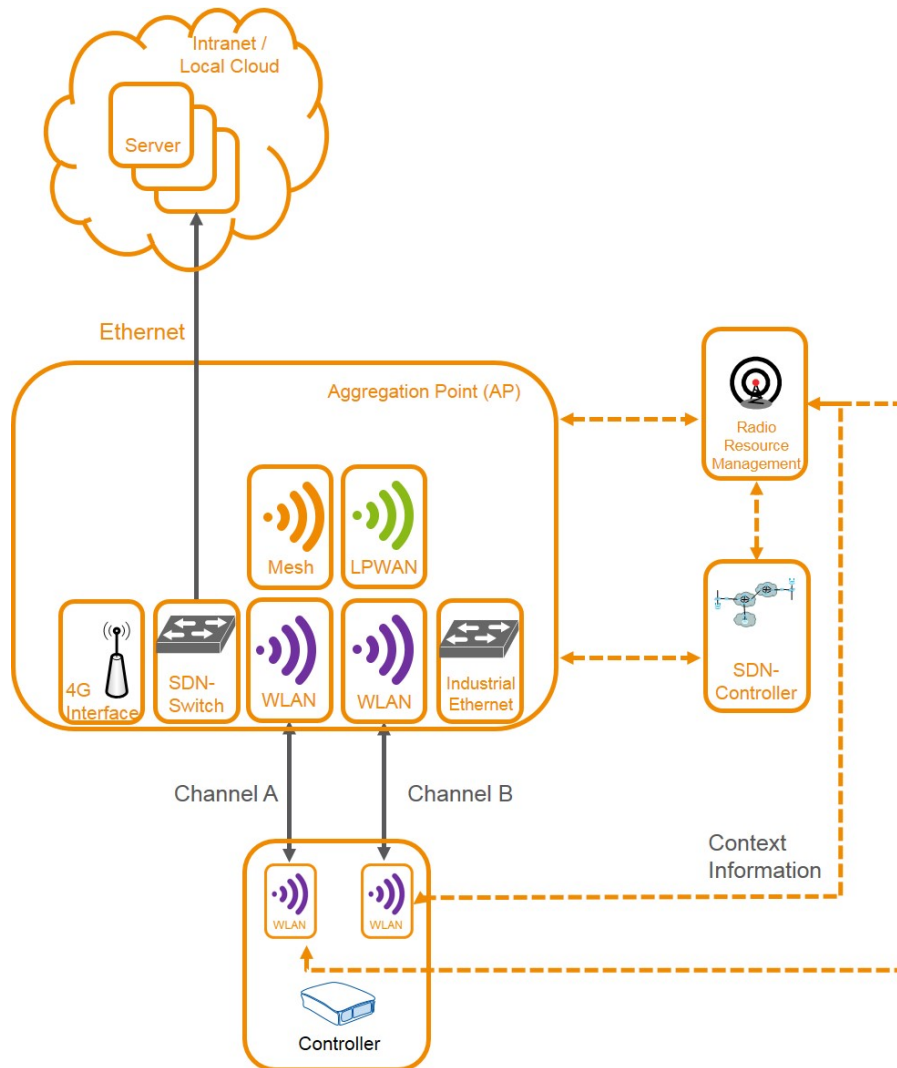 Intranet /
Local Cloud
Server
Ethernet
Aggregation Point (AP)
Radio
Resource
Management
Mesh
LPWAN
4G
Interface
SDN-
Switch
WLAN
WLAN
Industrial
Ethernet
SDN-
Controller
Channel A
Channel B
Context
Information
WLAN
WLAN
Controller